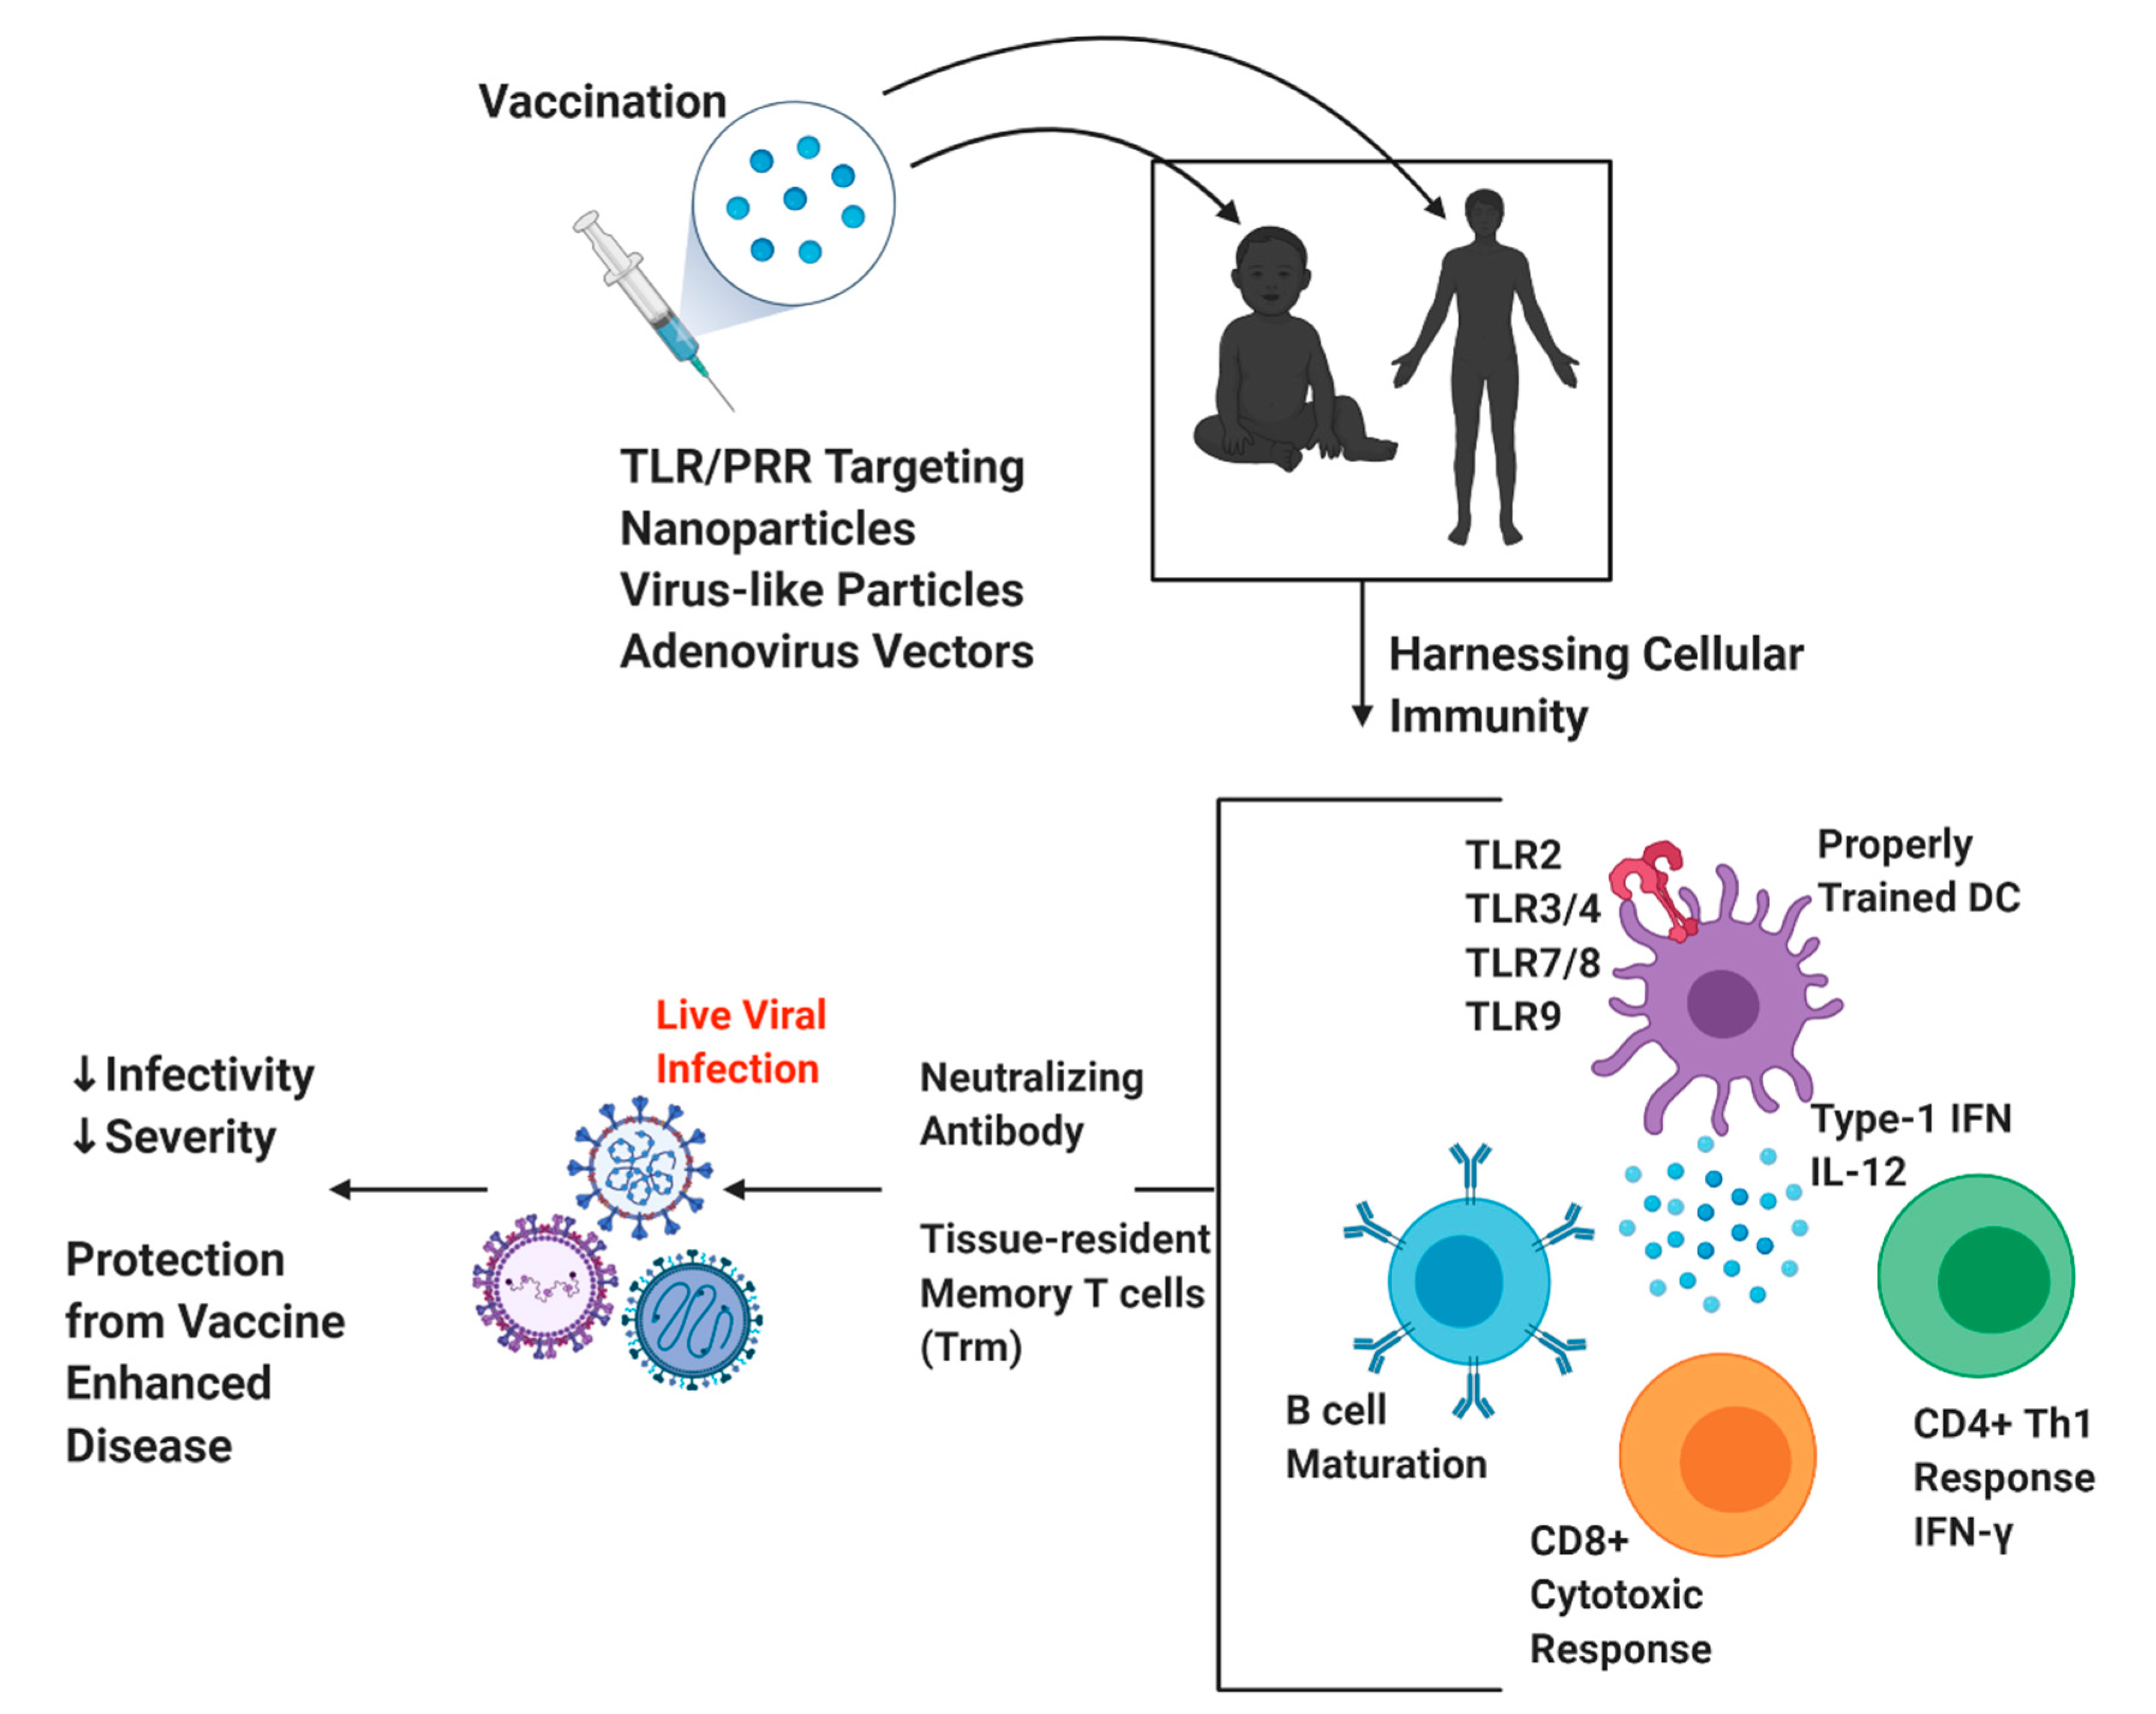 Vaccination
TLR/PRR Targeting
Nanoparticles
Virus-like Particles
Adenovirus Vectors
Harnessing Cellular
Immunity
TLR2
TLR3/4
TLR7/8
TLR9
Properly
Trained DC
Type-1 IFN
IL-12
B cell
Maturation
CD8+
Cytotoxic
Response
CD4+ Th1
Response
IFN-γ
Neutralizing
Antibody
Tissue-resident
Memory T cells
(Trm)
Live Viral
Infection
↓Infectivity
↓Severity
Protection
from Vaccine
Enhanced
Disease